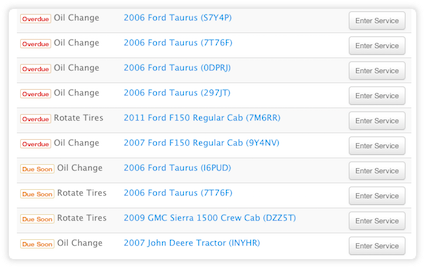 Overdue Oil Change 2006 Ford Taurus (S7Y4P) Enter Service
Overdue Oil Change 2006 Ford Taurus (7T76F) Enter Service
Overdue Oil Change 2006 Ford Taurus (0DPRJ) Enter Service
Overdue Oil Change 2006 Ford Taurus (297JT) Enter Service
Overdue Rotate Tires 2011 Ford F150 Regular Cab (7M6RR) Enter Service
Overdue Oil Change 2007 Ford F150 Regular Cab (9Y4NV) Enter Service
Due Soon Oil Change 2006 Ford Taurus (I6PUD) Enter Service
Due Soon Rotate Tires 2006 Ford Taurus (7T76F) Enter Service
Due Soon Rotate Tires 2009 GMC Sierra 1500 Crew Cab (DZZ5T) Enter Service
Due Soon Oil Change 2007 John Deere Tractor (INYHR) Enter Service